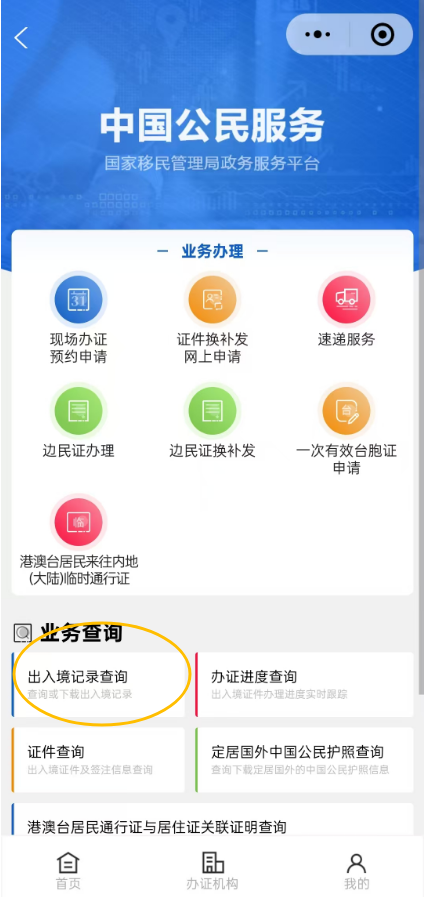 中国公民服务
国家移民管理局政务服务平台
业务办理
31
现场办证
预约申请
证件换补发
网上申请
速递服务
边民证办理
边民证换补发
台
一次有效台胞证
申请
临
港澳台居民来往内地
(大陆)临时通行证
业务查询
出入境记录查询
查询或下载出入境记录
办证进度查询
出入境证件办理进度实时跟踪
证件查询
出入境证件及签注信息查询
定居国外中国公民护照查询
查询下载定居国外的中国公民护照信息
港澳台居民通行证与居住证关联证明查询
首页
办证机构
我的